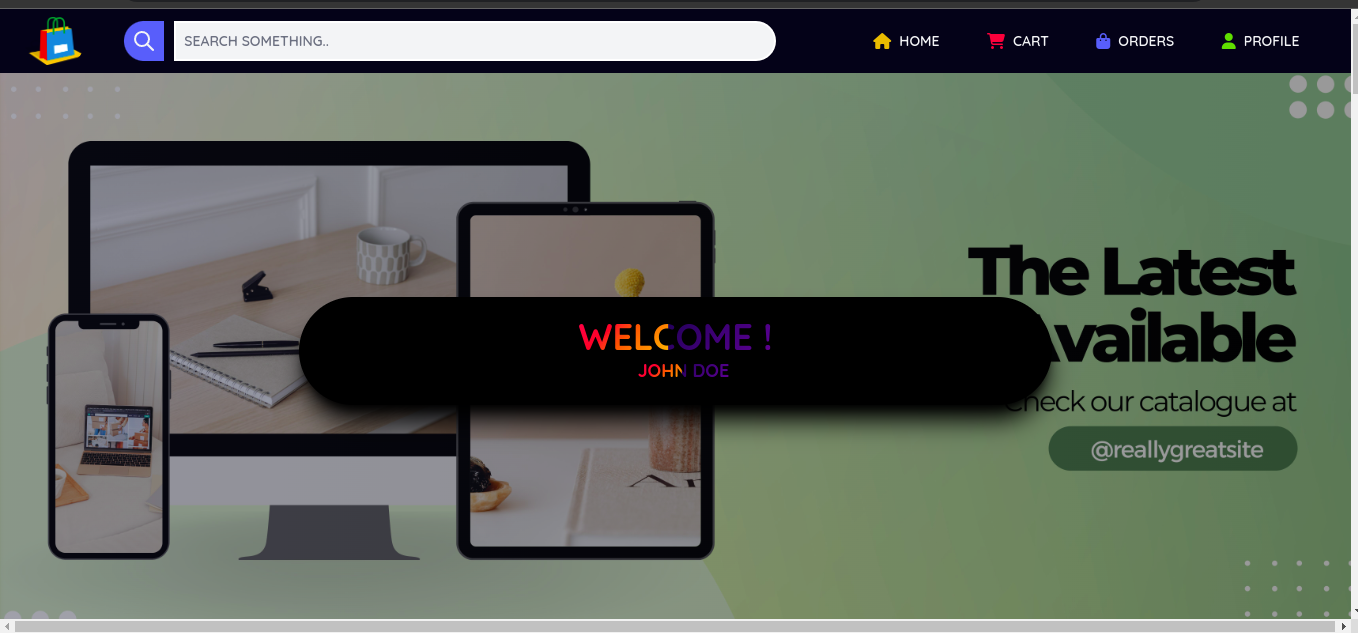 SEARCH SOMETHING..
HOME
CART
ORDERS
PROFILE
The Latest
Available
WELCOME !
JOHN DOE
Check our catalogue at
@reallygreatsite